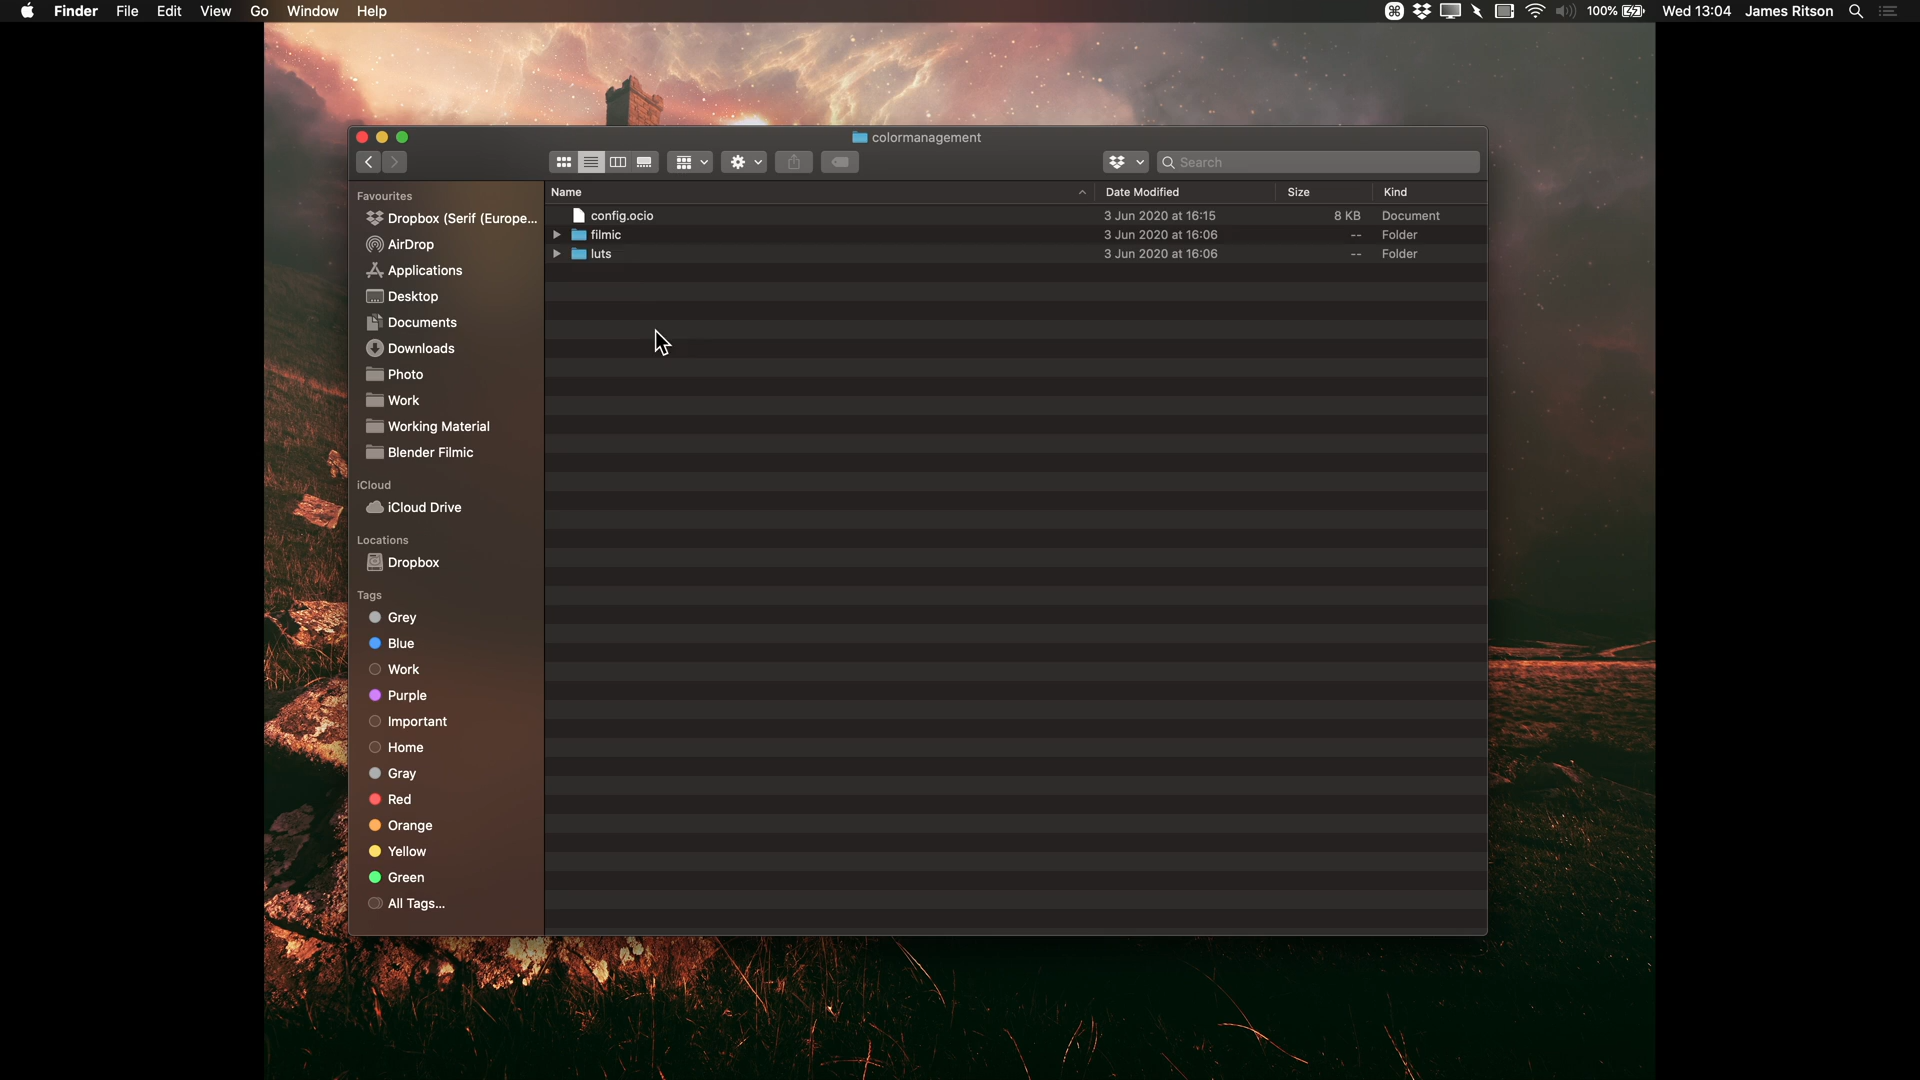 Finder File Edit View Go Window Help 100% Wed 13:04 James Ritson
colormanagement
Search
Favourites
Dropbox (Serif (Europe...
AirDrop
Applications
Desktop
Documents
Downloads
Photo
Work
Working Material
Blender Filmic
iCloud
iCloud Drive
Locations
Dropbox
Tags
Grey
Blue
Work
Purple
Important
Home
Gray
Red
Orange
Yellow
Green
All Tags...
Name Date Modified Size Kind
config.ocio 3 Jun 2020 at 16:15 8 KB Document
filmic 3 Jun 2020 at 16:06 -- Folder
luts 3 Jun 2020 at 16:06 -- Folder